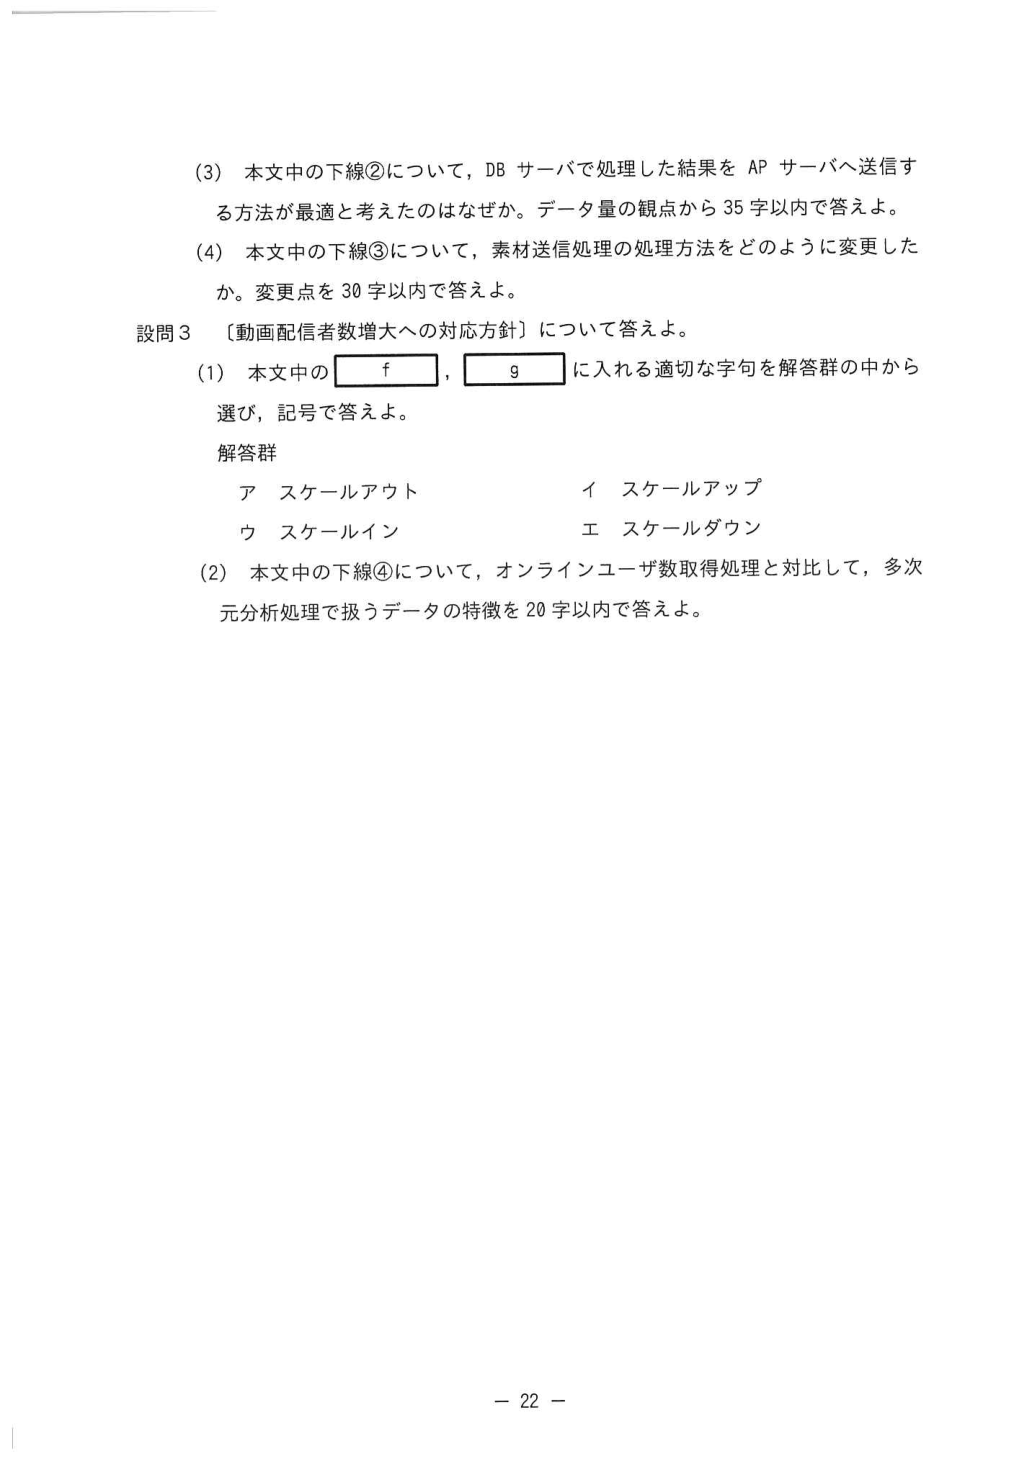 (3)　本文中の下線②について，DB サーバで処理した結果を AP サーバへ送信す
る方法が最適と考えたのはなぜか。データ量の観点から 35 字以内で答えよ。
(4)　本文中の下線③について，素材送信処理の処理方法をどのように変更した
か。変更点を 30 字以内で答えよ。
設問３　〔動画配信者数増大への対応方針〕について答えよ。
(1)　本文中の f ， g に入れる適切な字句を解答群の中から
選び，記号で答えよ。
解答群
ア　スケールアウト　イ　スケールアップ
ウ　スケールイン　エ　スケールダウン
(2)　本文中の下線④について，オンラインユーザ数取得処理と対比して，多次
元分析処理で扱うデータの特徴を 20 字以内で答えよ。
－ 22 －